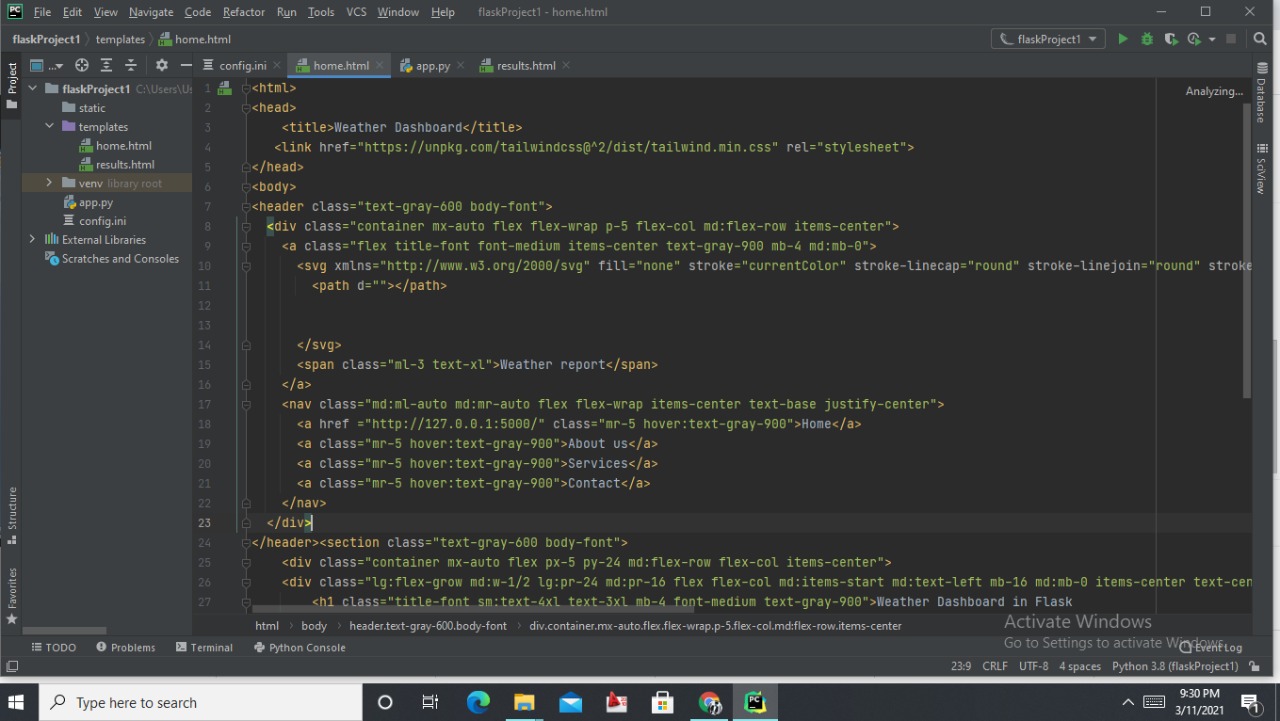 PC File Edit View Navigate Code Refactor Run Tools VCS Window Help flaskProject1 - home.html
flaskProject1 templates home.html flaskProject1
Project ... config.ini home.html app.py results.html
flaskProject1 C:\Users\Us
static
templates
home.html
results.html
venv library root
app.py
config.ini
External Libraries
Scratches and Consoles
Analyzing...
1 <html>
2 <head>
3 <title>Weather Dashboard</title>
4 <link href="https://unpkg.com/tailwindcss@^2/dist/tailwind.min.css" rel="stylesheet">
5 </head>
6 <body>
7 <header class="text-gray-600 body-font">
8 <div class="container mx-auto flex flex-wrap p-5 flex-col md:flex-row items-center">
9 <a class="flex title-font font-medium items-center text-gray-900 mb-4 md:mb-0">
10 <svg xmlns="http://www.w3.org/2000/svg" fill="none" stroke="currentColor" stroke-linecap="round" stroke-linejoin="round" stroke
11 <path d=""></path>
12
13
14 </svg>
15 <span class="ml-3 text-xl">Weather report</span>
16 </a>
17 <nav class="md:ml-auto md:mr-auto flex flex-wrap items-center text-base justify-center">
18 <a href ="http://127.0.0.1:5000/" class="mr-5 hover:text-gray-900">Home</a>
19 <a class="mr-5 hover:text-gray-900">About us</a>
20 <a class="mr-5 hover:text-gray-900">Services</a>
21 <a class="mr-5 hover:text-gray-900">Contact</a>
22 </nav>
23 </div>
24 </header><section class="text-gray-600 body-font">
25 <div class="container mx-auto flex px-5 py-24 md:flex-row flex-col items-center">
26 <div class="lg:flex-grow md:w-1/2 lg:pr-24 md:pr-16 flex flex-col md:items-start md:text-left mb-16 md:mb-0 items-center text-cen
27 <h1 class="title-font sm:text-4xl text-3xl mb-4 font-medium text-gray-900">Weather Dashboard in Flask
Database
SciView
Structure
Favorites
html body header.text-gray-600.body-font div.container.mx-auto.flex.flex-wrap.p-5.flex-col.md:flex-row.items-center
Activate Windows
Go to Settings to activate Windows.
TODO Problems Terminal Python Console Event Log
23:9 CRLF UTF-8 4 spaces Python 3.8 (flaskProject1)
Type here to search
9:30 PM
3/11/2021
1